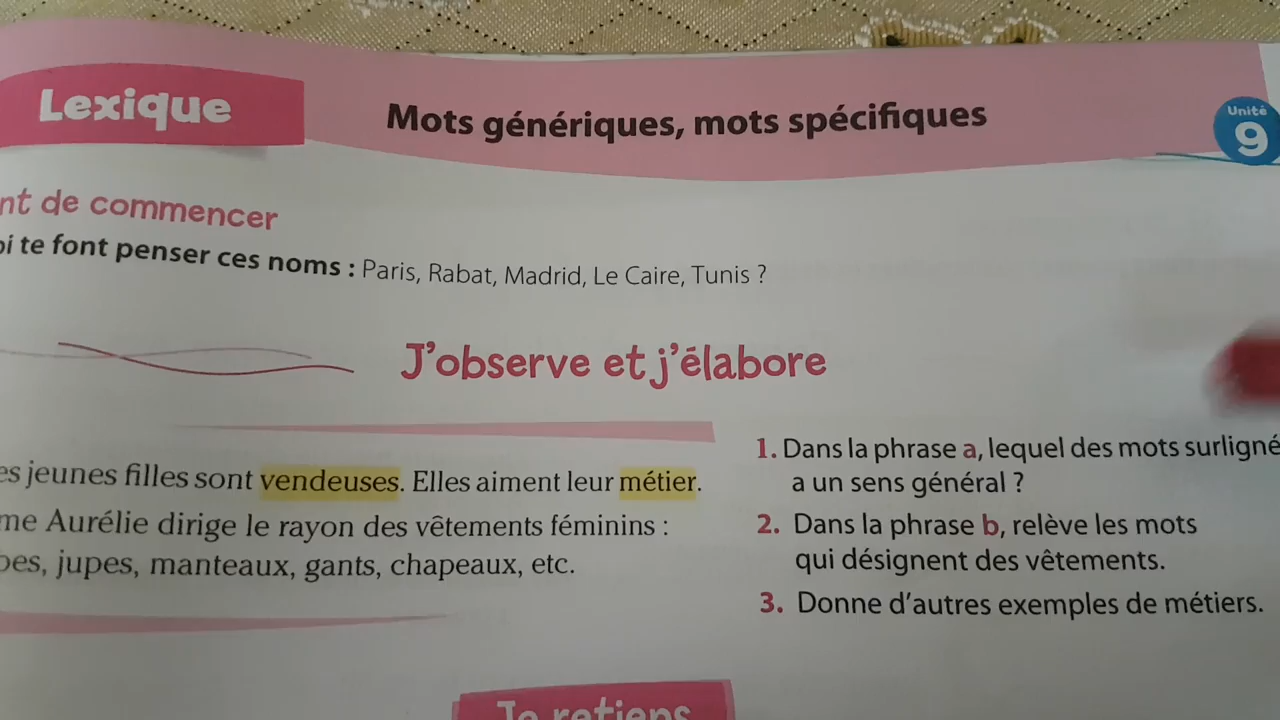 Lexique
Mots génériques, mots spécifiques
Unité
9
de commencer
te font penser ces noms : Paris, Rabat, Madrid, Le Caire, Tunis ?
J'observe et j'élabore
jeunes filles sont vendeuses. Elles aiment leur métier.
Aurélie dirige le rayon des vêtements féminins :
jupes, manteaux, gants, chapeaux, etc.
1. Dans la phrase a, lequel des mots surligné
a un sens général ?
2. Dans la phrase b, relève les mots
qui désignent des vêtements.
3. Donne d'autres exemples de métiers.
Je retiens